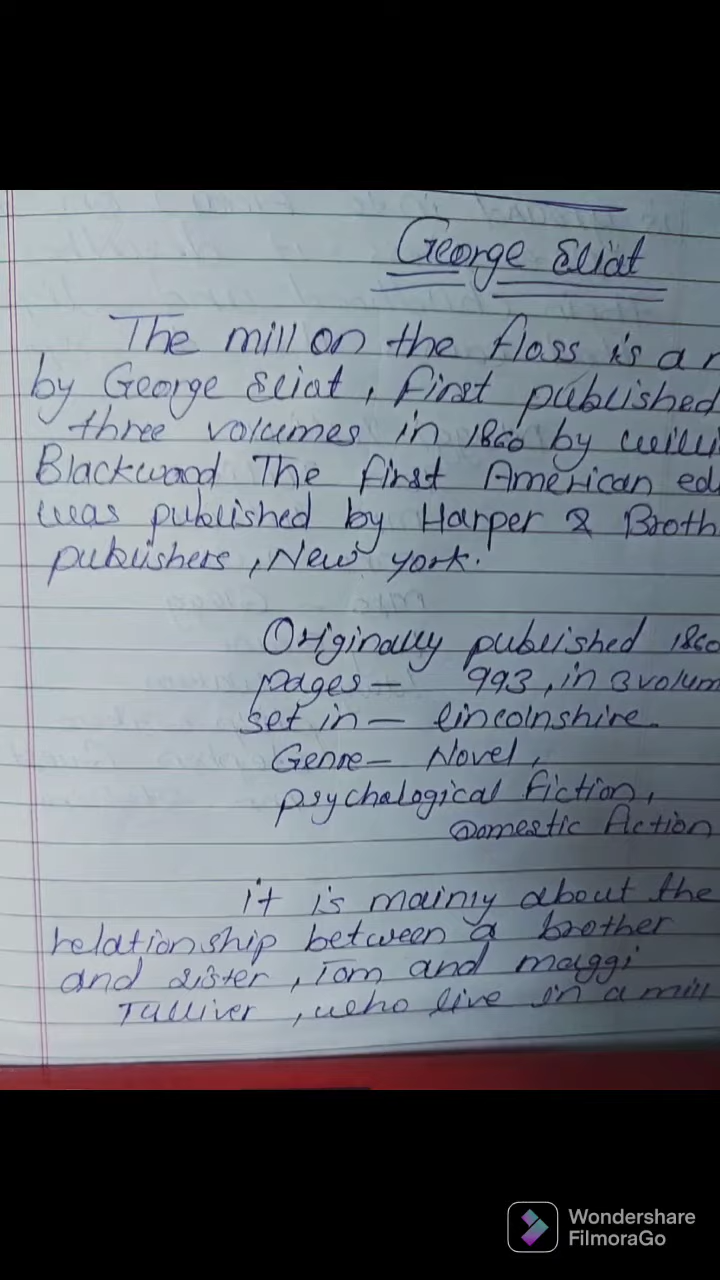 George Eliat
The mill on the floss is a
by George Eliat, first published
three volumes in 1860 by
Blackwood The first American ed
was published by Harper & Broth
publishers, New York.
Originally published 1860
pages— 993, in 3 volum
set in — lincolnshire.
Genre— Novel,
psychalogical fiction,
Domestic fiction
it is mainly about the
relationship between a brother
and sister, Tom and maggi
Tulliver, who live in a mill
Wondershare
FilmoraGo